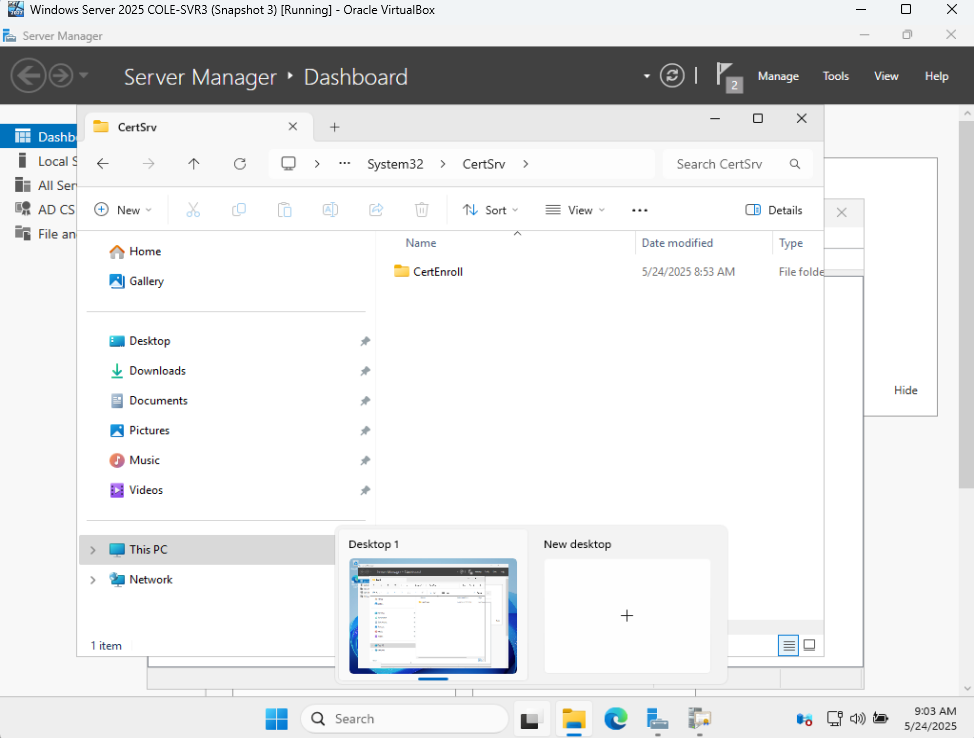 Windows Server 2025 COLE-SVR3 (Snapshot 3) [Running] - Oracle VirtualBox
Server Manager
Server Manager
Dashboard
2
Manage
Tools
View
Help
Dashb
Local S
All Ser
AD CS
File an
CertSrv
System32
CertSrv
Search CertSrv
New
Sort
View
Details
Home
Gallery
Desktop
Downloads
Documents
Pictures
Music
Videos
This PC
Network
1 item
Name
Date modified
Type
CertEnroll
5/24/2025 8:53 AM
File folde
Hide
Desktop 1
New desktop
Search
9:03 AM
5/24/2025